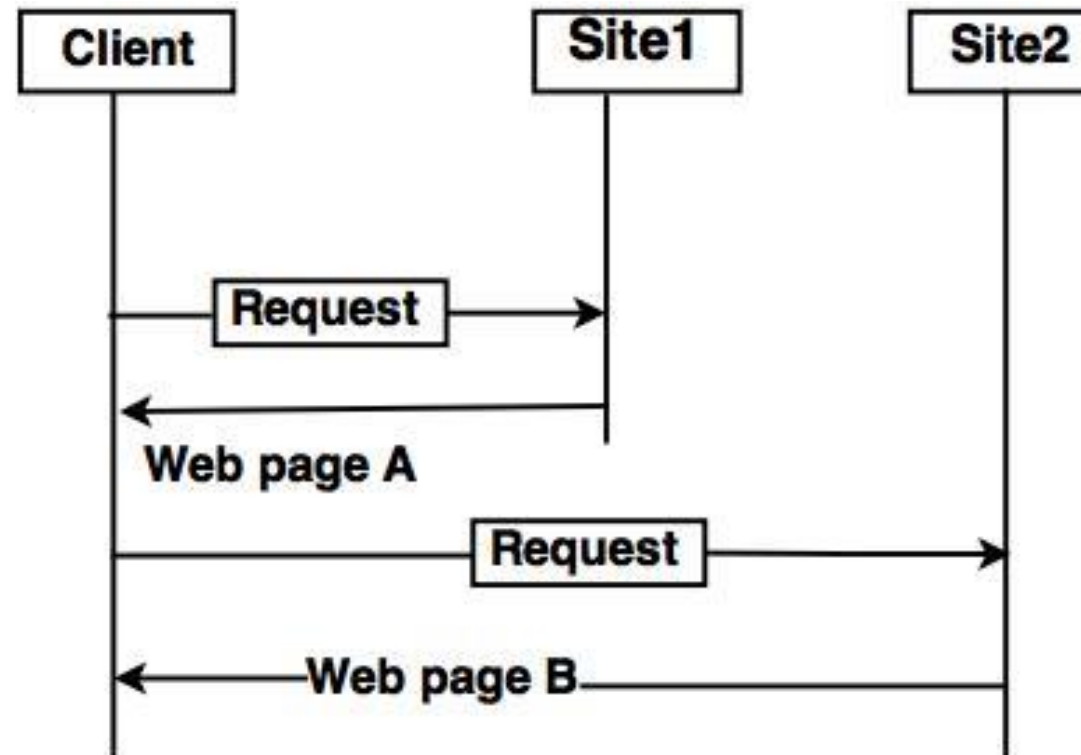 Client
Site1
Site2
Request
Web page A
Request
Web page B